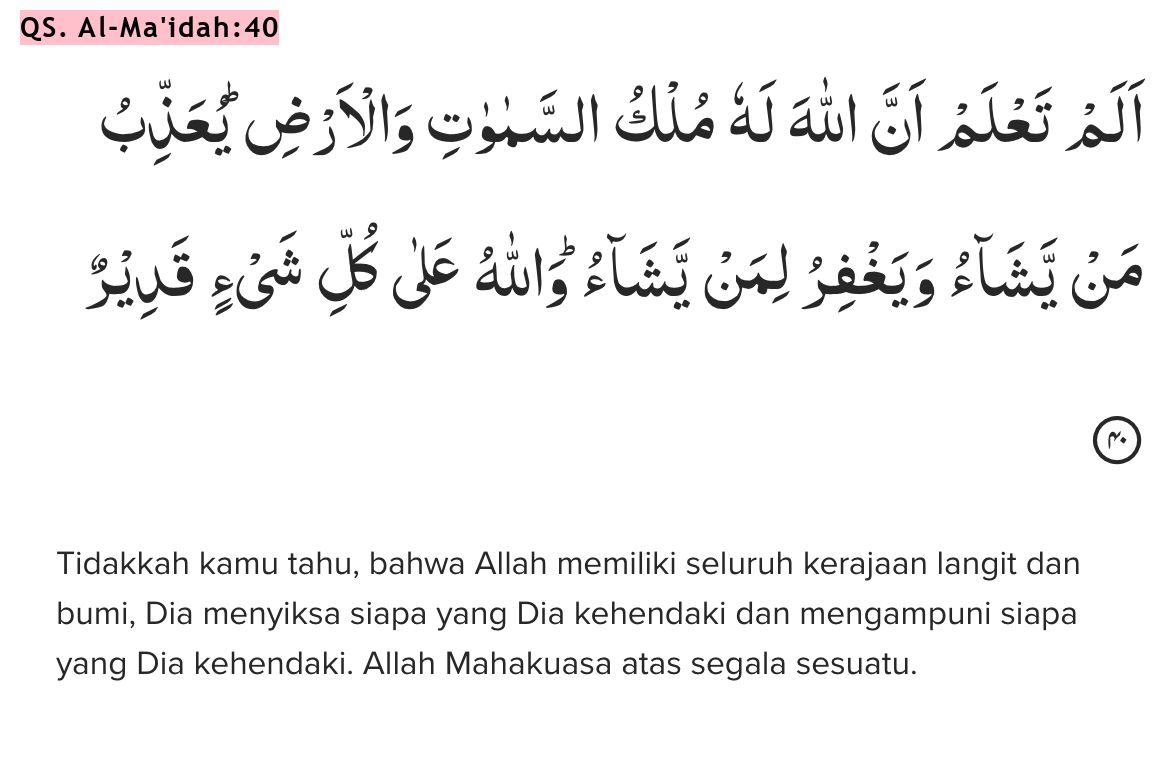 QS. Al-Ma'idah:40
اَلَمْ تَعْلَمْ اَنَّ اللّٰهَ لَهٗ مُلْكُ السَّمٰوٰتِ وَالْاَرْضِۗ يُعَذِّبُ
مَنْ يَّشَاۤءُ وَيَغْفِرُ لِمَنْ يَّشَاۤءُ ۗوَاللّٰهُ عَلٰى كُلِّ شَيْءٍ قَدِيْرٌ
۴۰
Tidakkah kamu tahu, bahwa Allah memiliki seluruh kerajaan langit dan
bumi, Dia menyiksa siapa yang Dia kehendaki dan mengampuni siapa
yang Dia kehendaki. Allah Mahakuasa atas segala sesuatu.